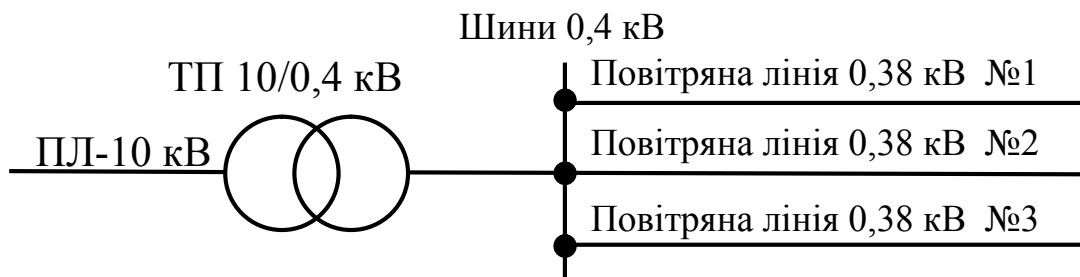 Шини 0,4 кВ
ТП 10/0,4 кВ
Повітряна лінія 0,38 кВ №1
ПЛ-10 кВ
Повітряна лінія 0,38 кВ №2
Повітряна лінія 0,38 кВ №3